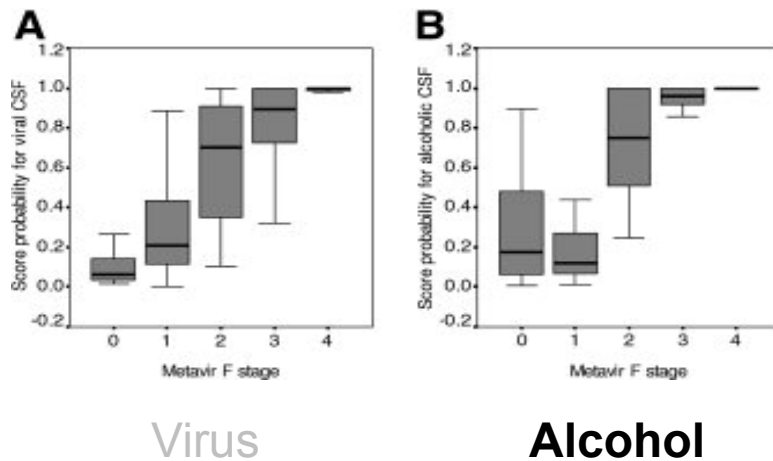 A
Score probability for viral CSF
1.2
1.0
0.8
0.6
0.4
0.2
0.0
-0.2
0 1 2 3 4
Metavir F stage
Virus
B
Score probability for alcoholic CSF
1.2
1.0
0.8
0.6
0.4
0.2
0.0
-0.2
0 1 2 3 4
Metavir F stage
Alcohol